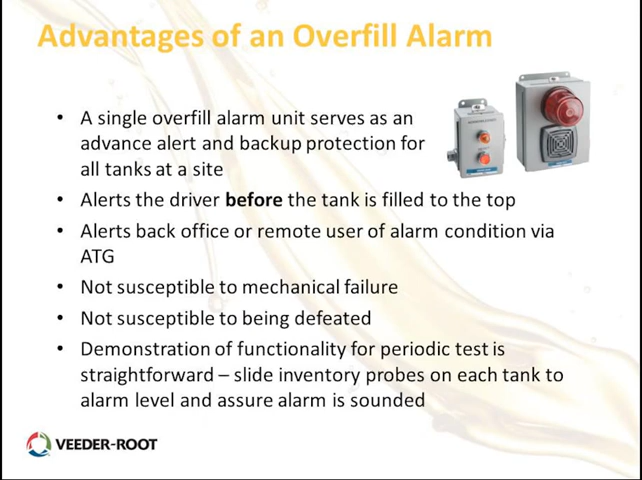 Advantages of an Overfill Alarm
• A single overfill alarm unit serves as an
advance alert and backup protection for
all tanks at a site
• Alerts the driver before the tank is filled to the top
• Alerts back office or remote user of alarm condition via
ATG
• Not susceptible to mechanical failure
• Not susceptible to being defeated
• Demonstration of functionality for periodic test is
straightforward – slide inventory probes on each tank to
alarm level and assure alarm is sounded
VEEDER-ROOT